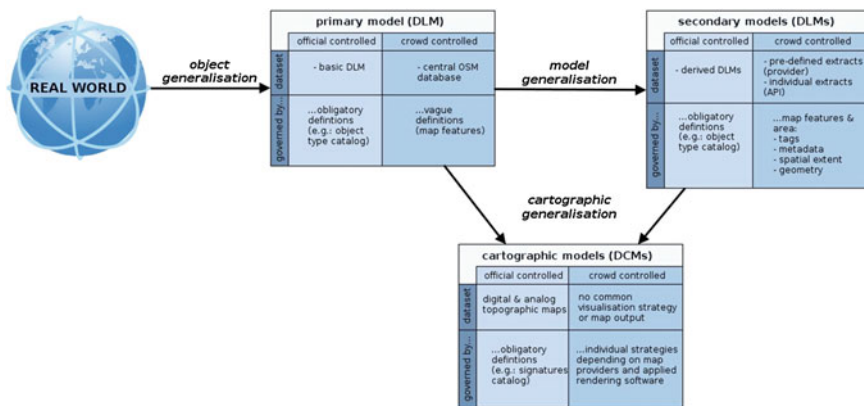 REAL WORLD
object
generalisation
primary model (DLM)
official controlled
crowd controlled
dataset
- basic DLM
- central OSM
database
governed by...
...obligatory
defintions
(e.g.: object
type catalog)
...vague
definitions
(map features)
model
generalisation
secondary models (DLMs)
official controlled
crowd controlled
dataset
- derived DLMs
- pre-defined extracts
(provider)
- individual extracts
(API)
governed by...
...obligatory
defintions
(e.g.: object
type catalog)
...map features &
area:
- tags
- metadata
- spatial extent
- geometry
cartographic
generalisation
cartographic models (DCMs)
official controlled
crowd controlled
dataset
digital & analog
topographic maps
no common
visualisation strategy
or map output
governed by...
...obligatory
defintions
(e.g.: signatures
catalog)
...individual strategies
depending on map
providers and applied
rendering software